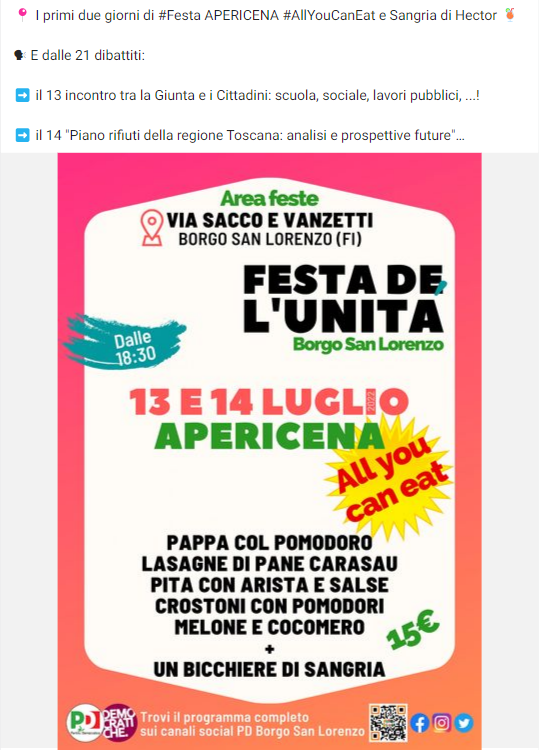 I primi due giorni di #Festa APERICENA #AllYouCanEat e Sangria di Hector
E dalle 21 dibattiti:
il 13 incontro tra la Giunta e i Cittadini: scuola, sociale, lavori pubblici, ...!
il 14 "Piano rifiuti della regione Toscana: analisi e prospettive future"...
Area feste
VIA SACCO E VANZETTI
BORGO SAN LORENZO (FI)
FESTA DE
L'UNITÀ
Borgo San Lorenzo
Dalle
18:30
13 E 14 LUGLIO
2022
APERICENA
All you
can eat
PAPPA COL POMODORO
LASAGNE DI PANE CARASAU
PITA CON ARISTA E SALSE
CROSTONI CON POMODORI
MELONE E COCOMERO
+
15€
UN BICCHIERE DI SANGRIA
PD
DEMO
CRATI
CHE.
Trovi il programma completo
sui canali social PD Borgo San Lorenzo